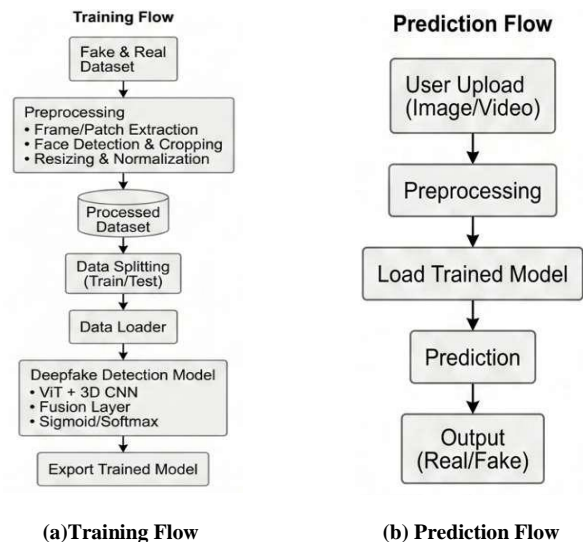 Training Flow
Fake & Real
Dataset
Preprocessing
• Frame/Patch Extraction
• Face Detection & Cropping
• Resizing & Normalization
Processed
Dataset
Data Splitting
(Train/Test)
Data Loader
Deepfake Detection Model
• ViT + 3D CNN
• Fusion Layer
• Sigmoid/Softmax
Export Trained Model
(a)Training Flow
Prediction Flow
User Upload
(Image/Video)
Preprocessing
Load Trained Model
Prediction
Output
(Real/Fake)
(b) Prediction Flow